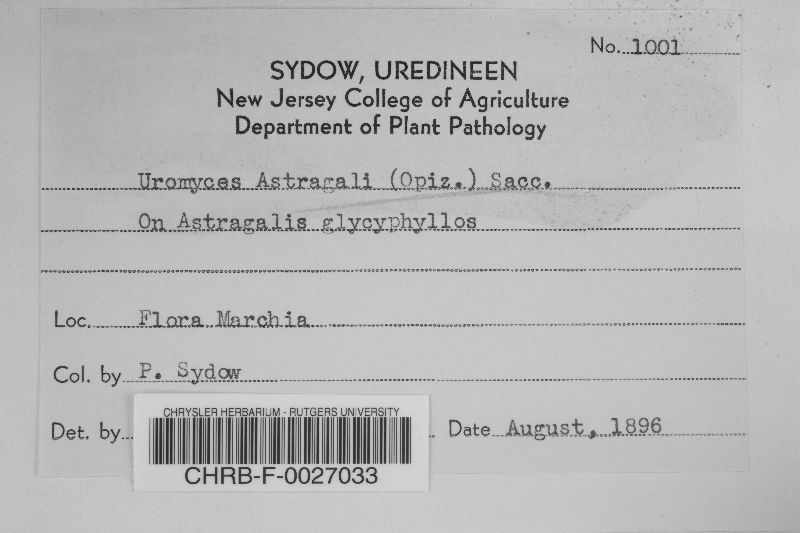 No. 1001
SYDOW, UREDINEEN
New Jersey College of Agriculture
Department of Plant Pathology
Uromyces Astragali (Opiz.) Sacc.
On Astragalis glycyphyllos
Loc. Flora Marchia
Col. by P. Sydow
Det. by Date August, 1896
CHRYSLER HERBARIUM - RUTGERS UNIVERSITY
CHRB-F-0027033